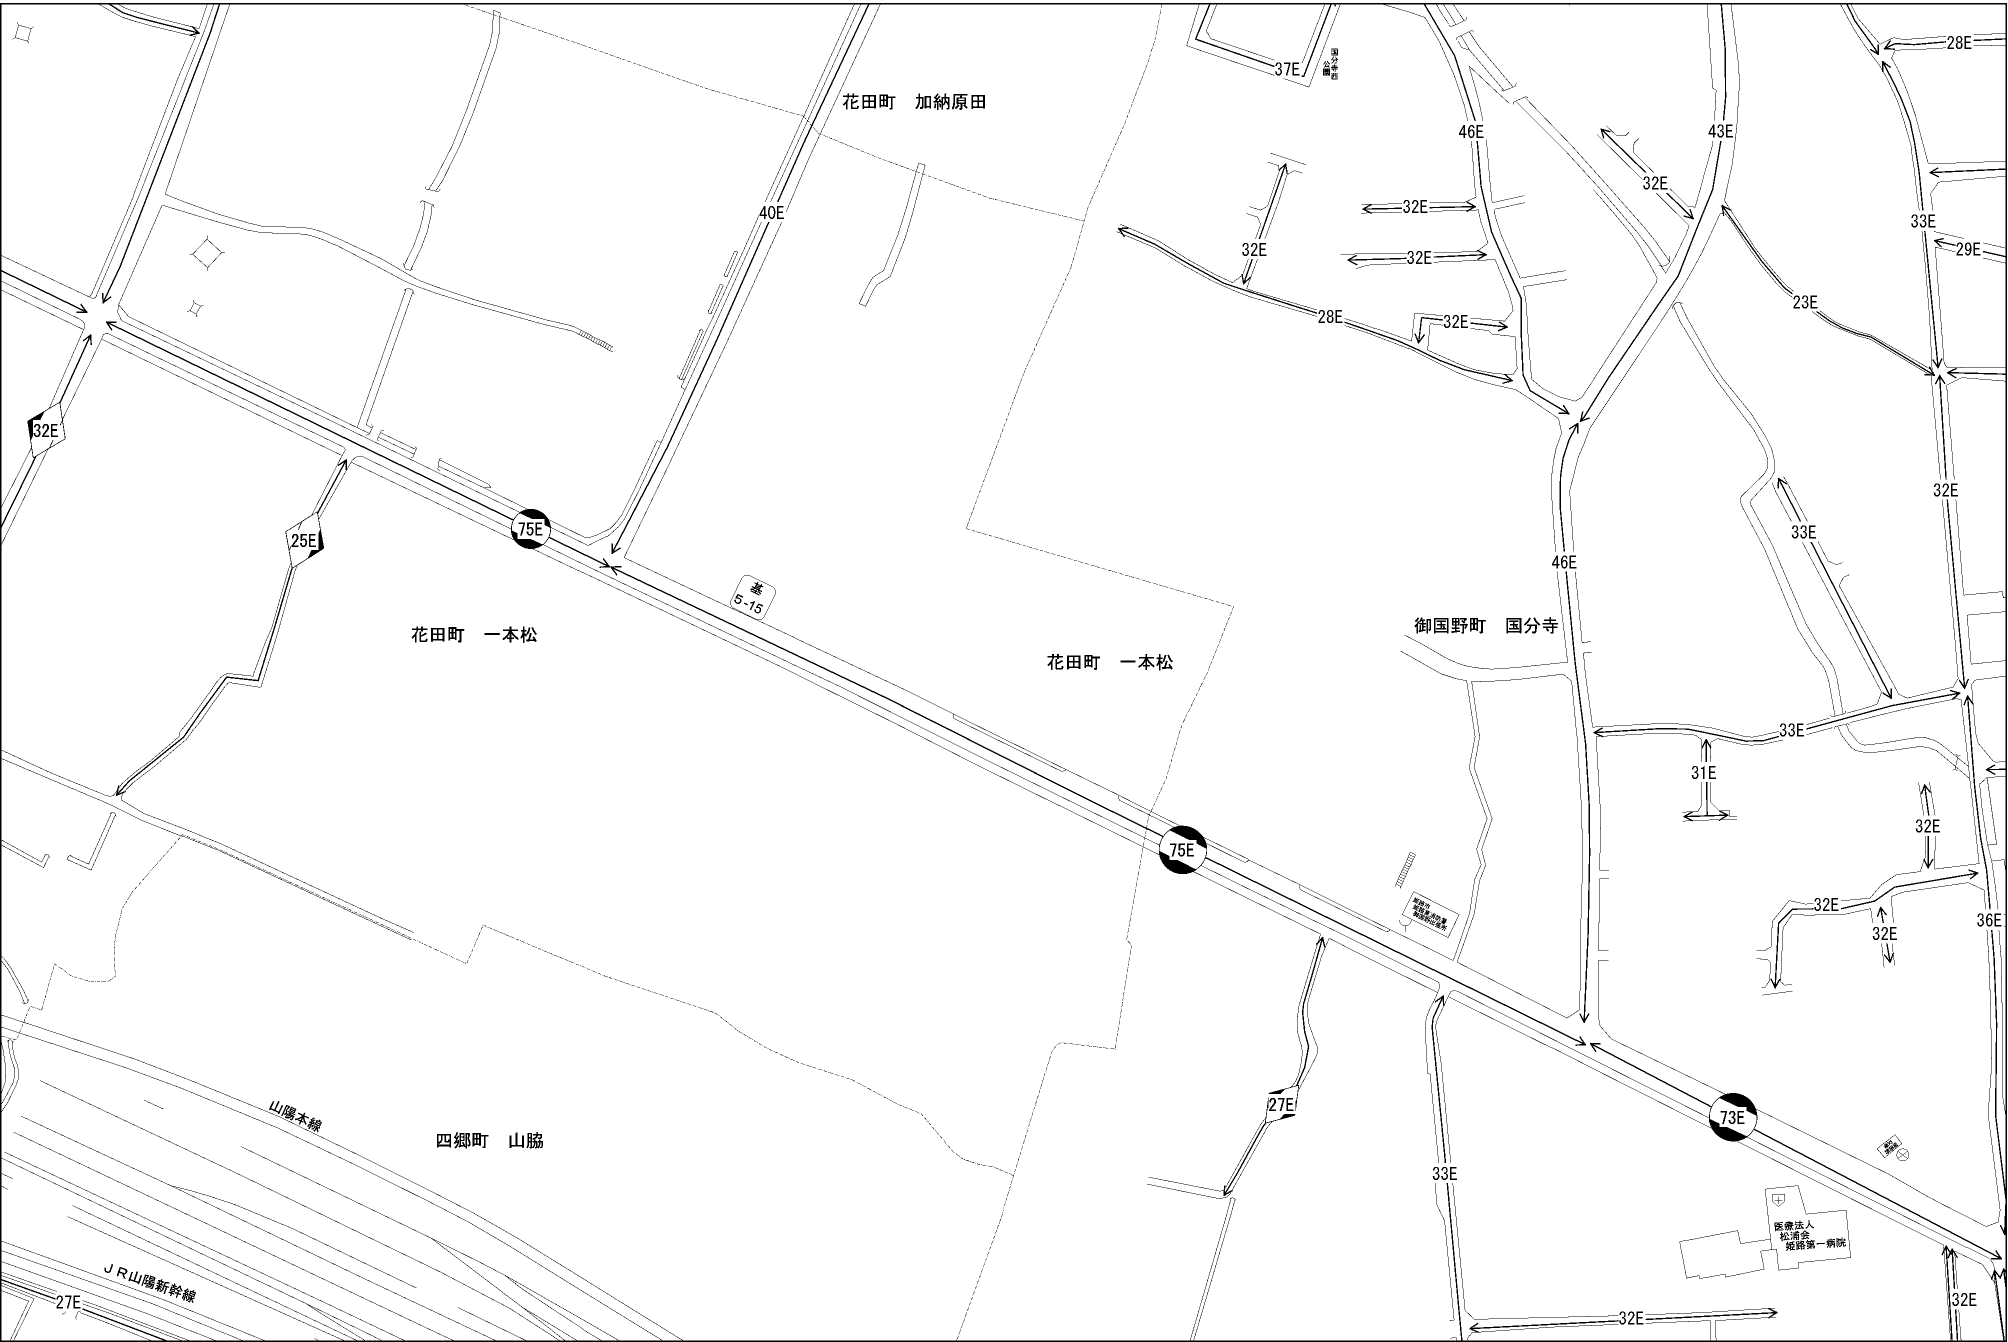 28E
37E
国分寺西
公園
花田町　加納原田
46E
43E
32E
40E
32E
33E
32E
32E
29E
23E
28E
32E
32E
32E
33E
75E
25E
46E
基
5-15
花田町　一本松
御国野町　国分寺
花田町　一本松
33E
31E
32E
75E
32E
36E
32E
27E
山陽本線
73E
四郷町　山脇
33E
医療法人
松浦会
姫路第一病院
ＪＲ山陽新幹線
27E
32E
32E